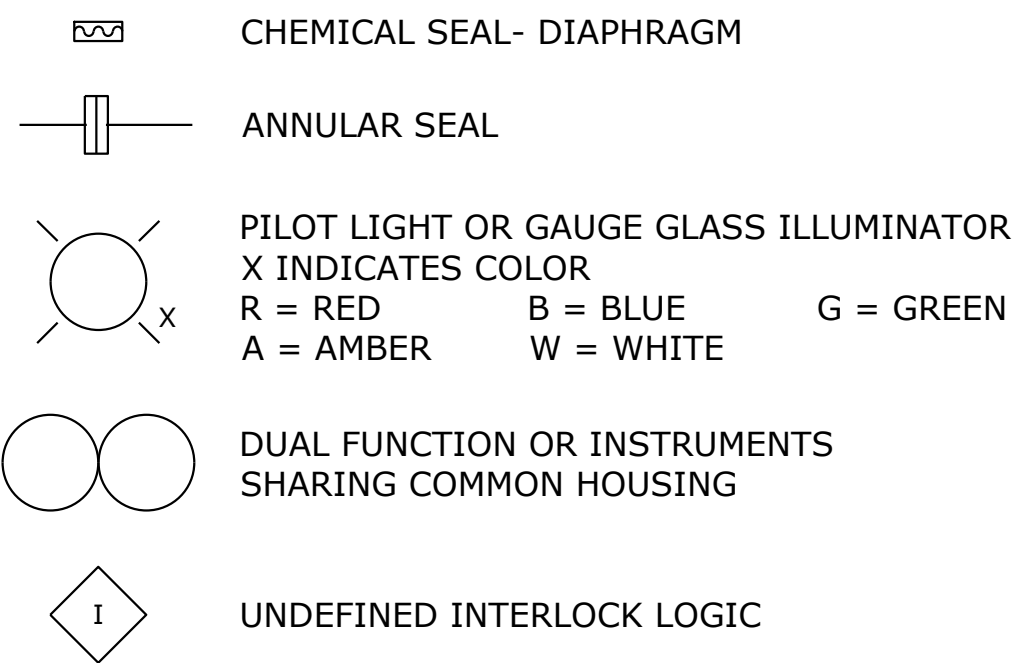 CHEMICAL SEAL- DIAPHRAGM
ANNULAR SEAL
PILOT LIGHT OR GAUGE GLASS ILLUMINATOR
X INDICATES COLOR
X
R = RED B = BLUE G = GREEN
A = AMBER W = WHITE
DUAL FUNCTION OR INSTRUMENTS
SHARING COMMON HOUSING
I UNDEFINED INTERLOCK LOGIC